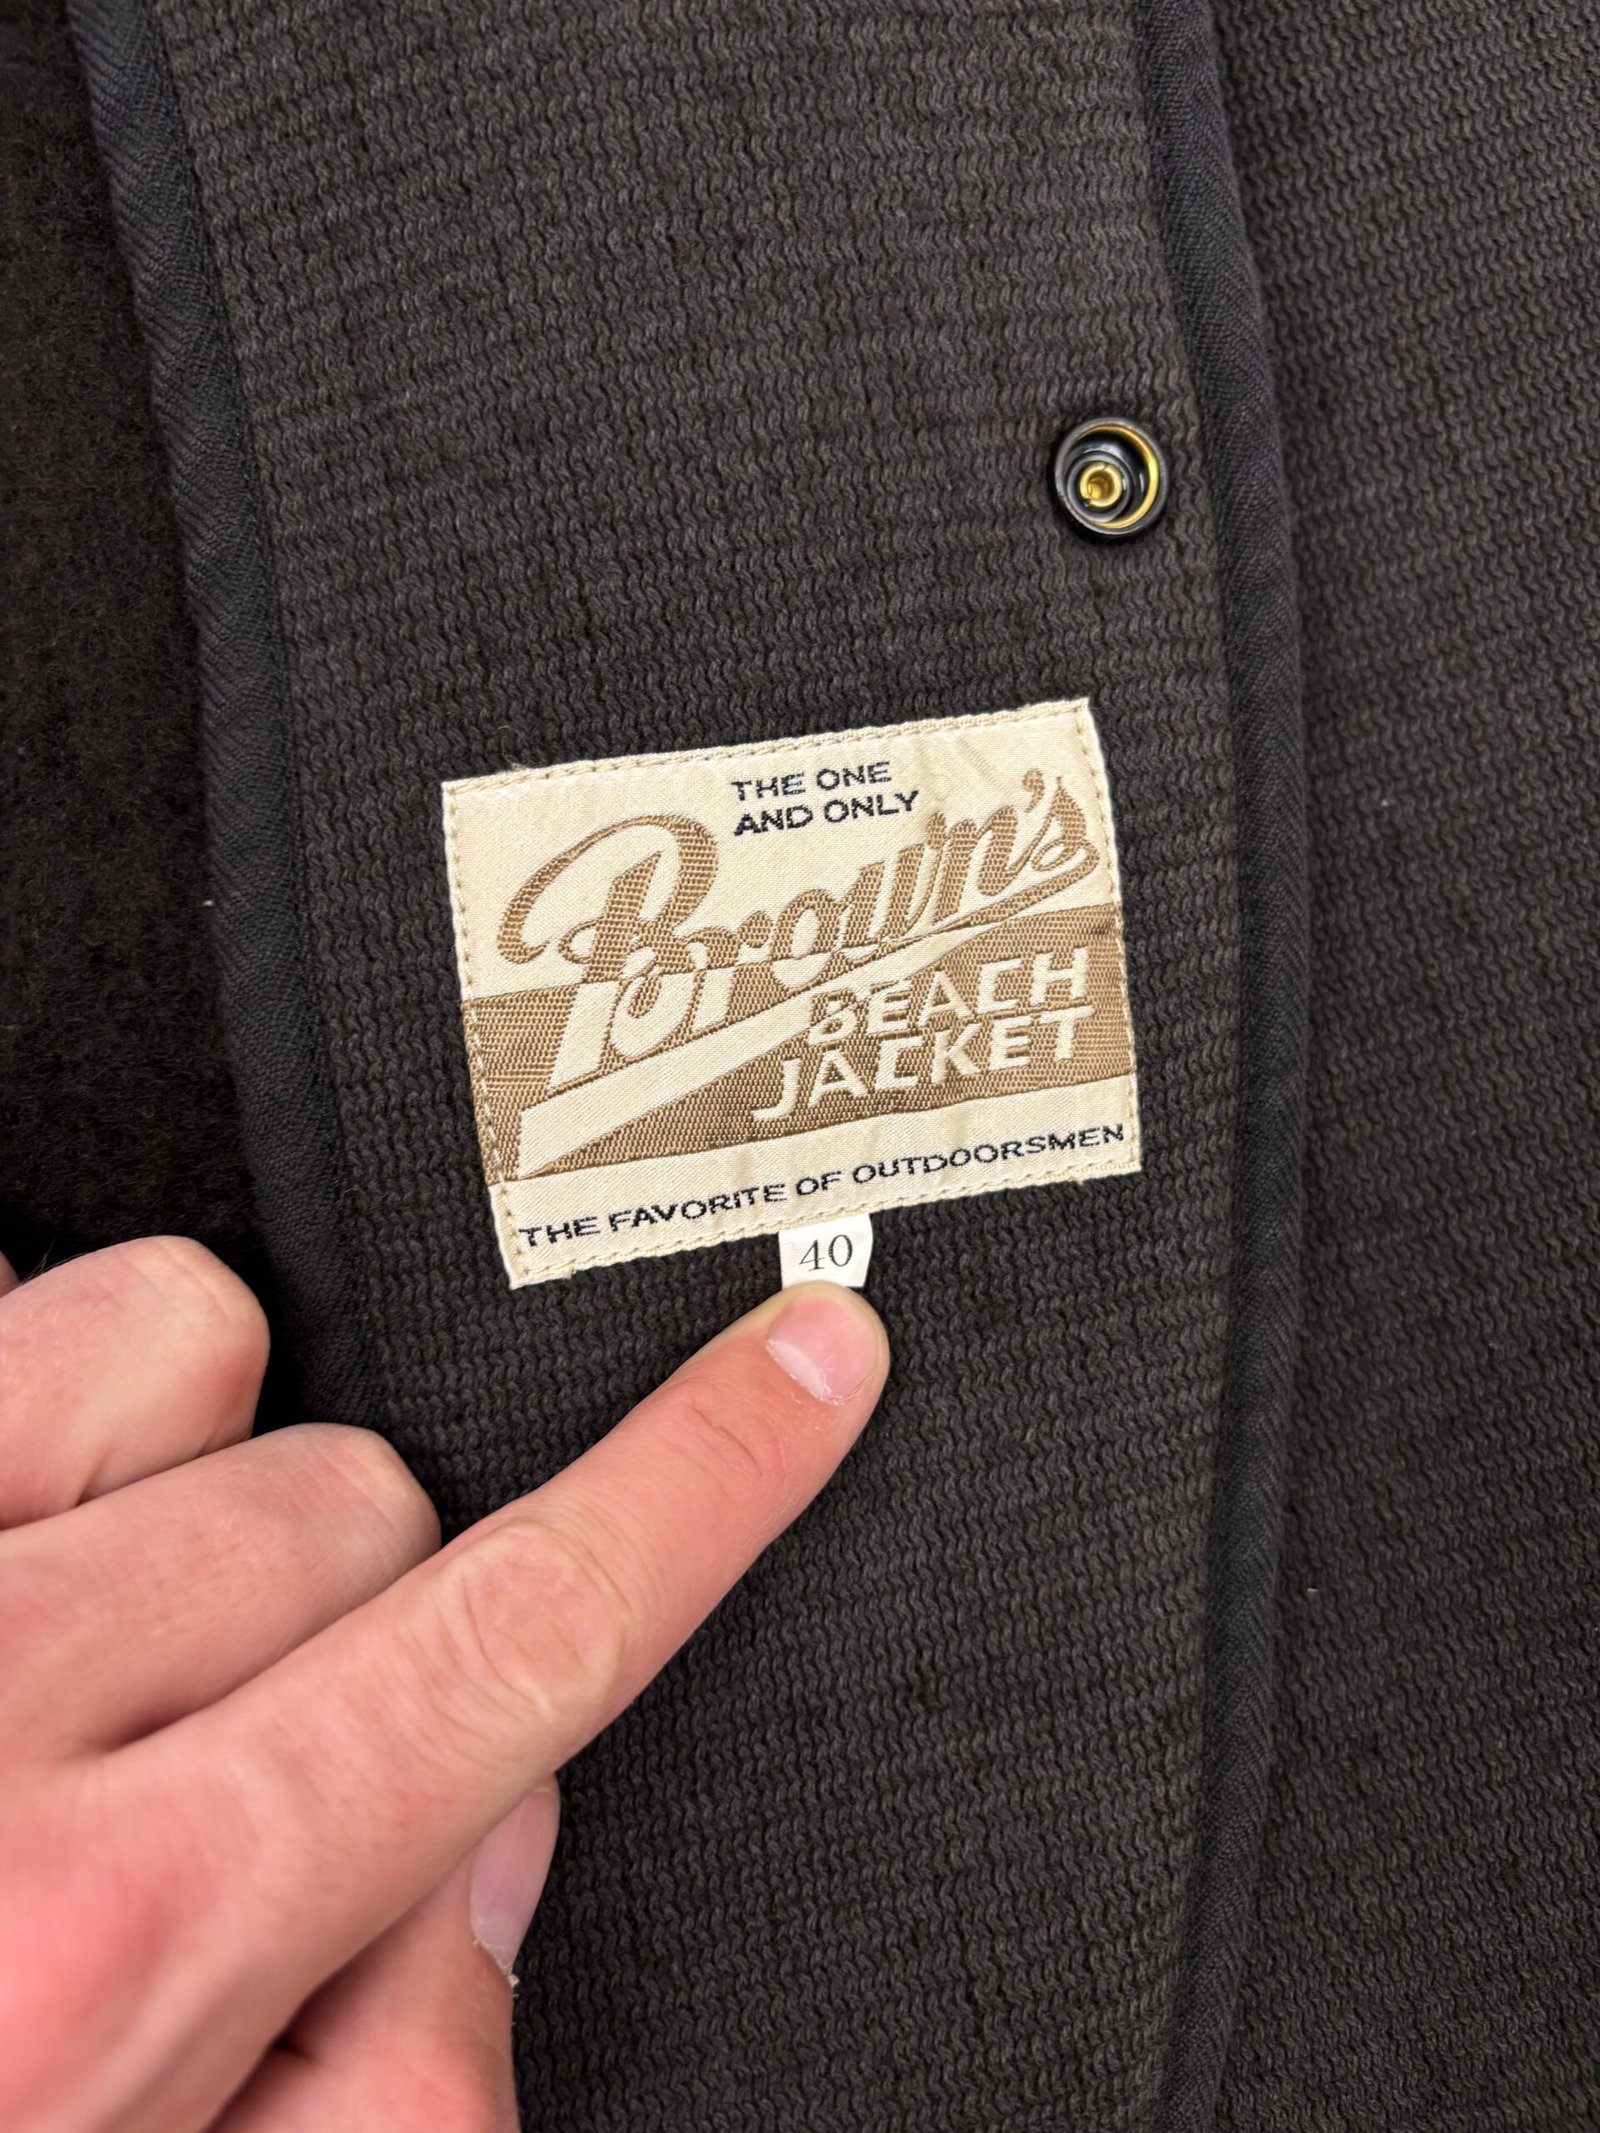 THE ONE
AND ONLY
Brown's
BEACH
JACKET
THE FAVORITE OF OUTDOORSMEN
40